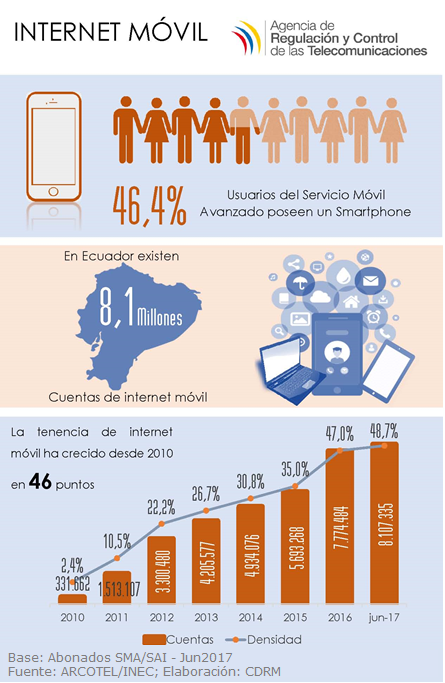 INTERNET MÓVIL
Agencia de
Regulación y Control
de las Telecomunicaciones
46,4%
Usuarios del Servicio Móvil
Avanzado poseen un Smartphone
En Ecuador existen
8,1 Millones
Cuentas de internet móvil
La tenencia de internet
móvil ha crecido desde 2010
en 46 puntos
2,4%
10,5%
22,2%
26,7%
30,8%
35,0%
47,0%
48,7%
331.662
1.513.107
3.300.480
4.205.577
4.934.076
5.693.268
7.774.484
8.107.335
2010 2011 2012 2013 2014 2015 2016 jun-17
Cuentas Densidad
Base: Abonados SMA/SAI - Jun2017
Fuente: ARCOTEL/INEC; Elaboración: CDRM